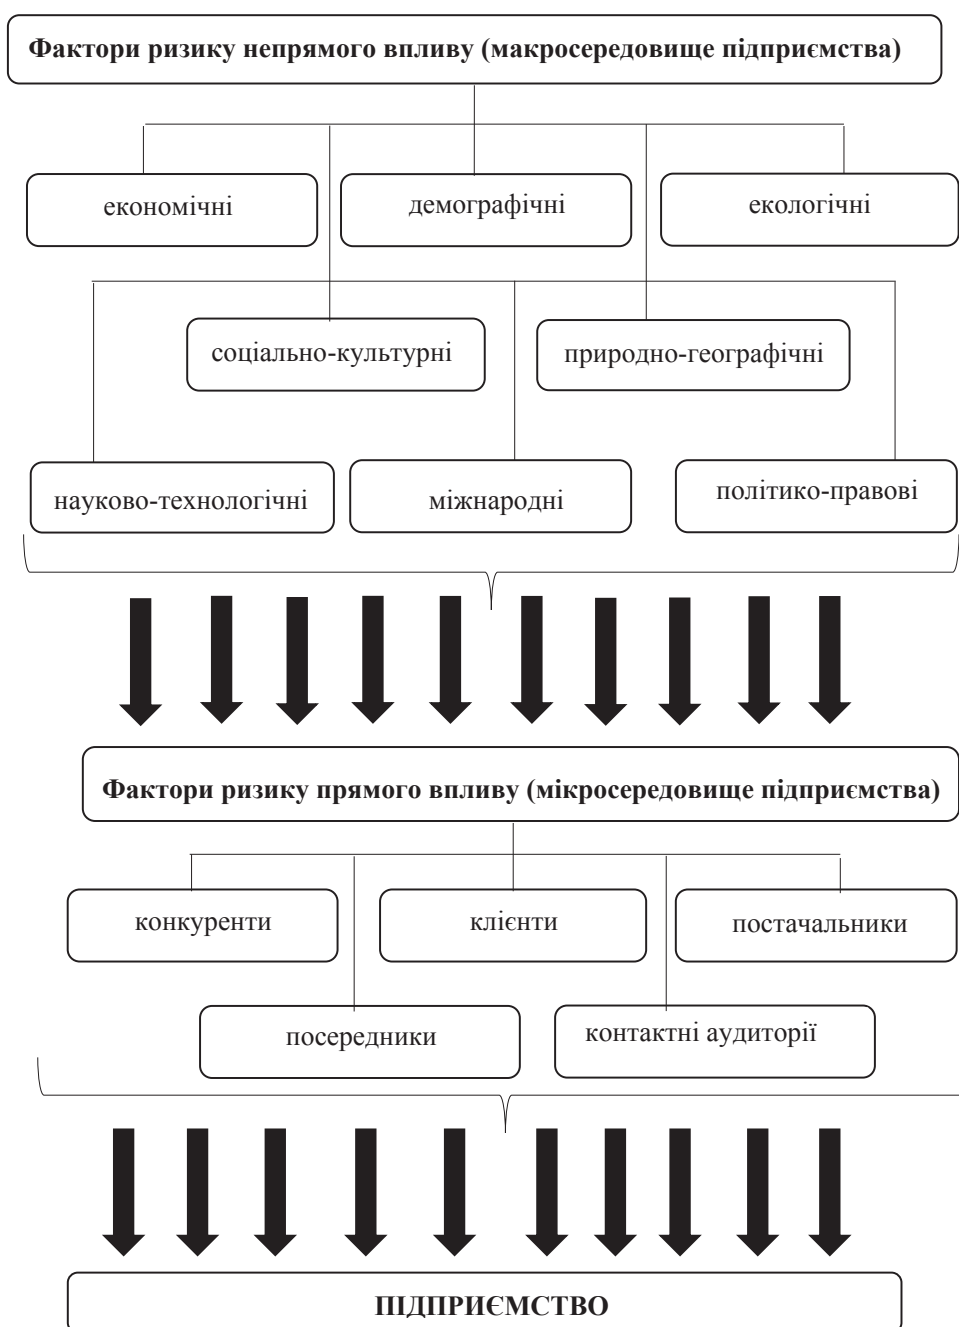 Фактори ризику непрямого впливу (макросередовище підприємства)
економічні
демографічні
екологічні
соціально-культурні
природно-географічні
науково-технологічні
міжнародні
політико-правові
Фактори ризику прямого впливу (мікросередовище підприємства)
конкуренти
клієнти
постачальники
посередники
контактні аудиторії
ПІДПРИЄМСТВО